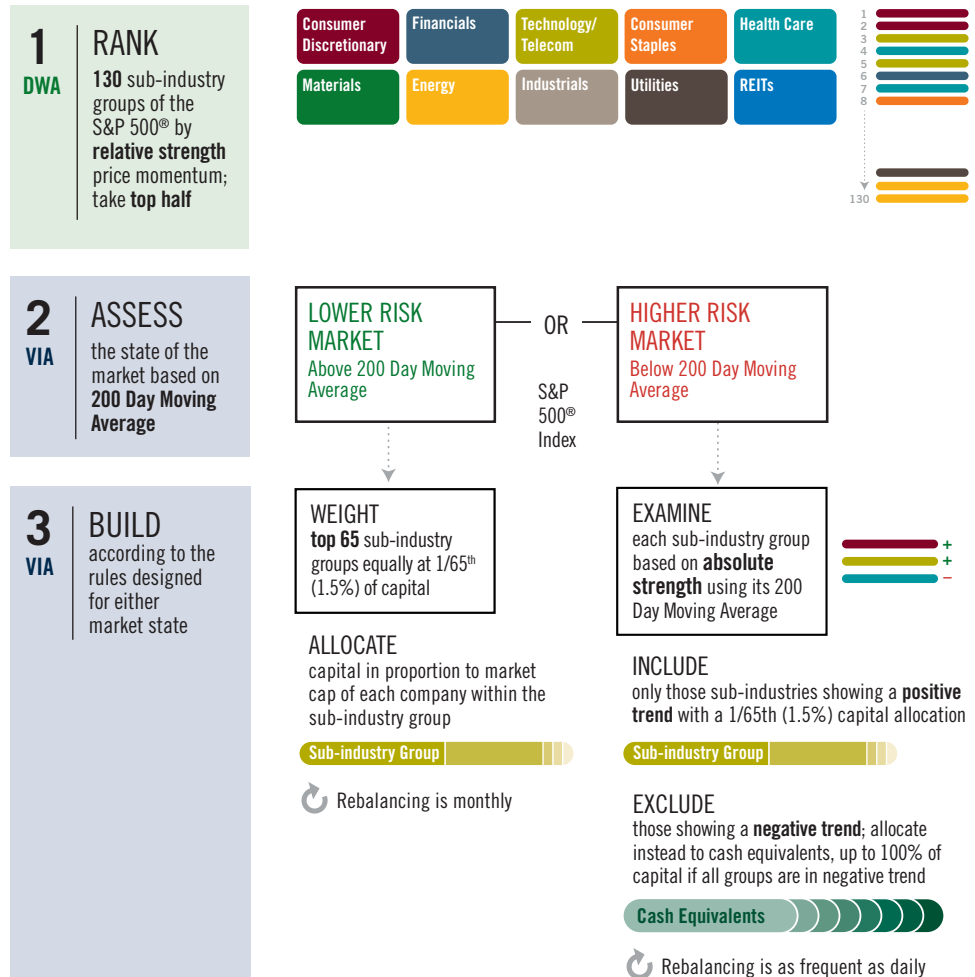 1
DWA
RANK
130 sub-industry
groups of the
S&P 500® by
relative strength
price momentum;
take top half
Consumer
Discretionary
Financials
Technology/
Telecom
Consumer
Staples
Health Care
Materials
Energy
Industrials
Utilities
REITs
1
2
3
4
5
6
7
8
130
2
VIA
ASSESS
the state of the
market based on
200 Day Moving
Average
LOWER RISK
MARKET
Above 200 Day Moving
Average
OR
S&P
500®
Index
HIGHER RISK
MARKET
Below 200 Day Moving
Average
3
VIA
BUILD
according to the
rules designed
for either
market state
WEIGHT
top 65 sub-industry
groups equally at 1/65th
(1.5%) of capital
ALLOCATE
capital in proportion to market
cap of each company within the
sub-industry group
Sub-industry Group
Rebalancing is monthly
EXAMINE
each sub-industry group
based on absolute
strength using its 200
Day Moving Average
+
+
−
INCLUDE
only those sub-industries showing a positive
trend with a 1/65th (1.5%) capital allocation
Sub-industry Group
EXCLUDE
those showing a negative trend; allocate
instead to cash equivalents, up to 100% of
capital if all groups are in negative trend
Cash Equivalents
Rebalancing is as frequent as daily